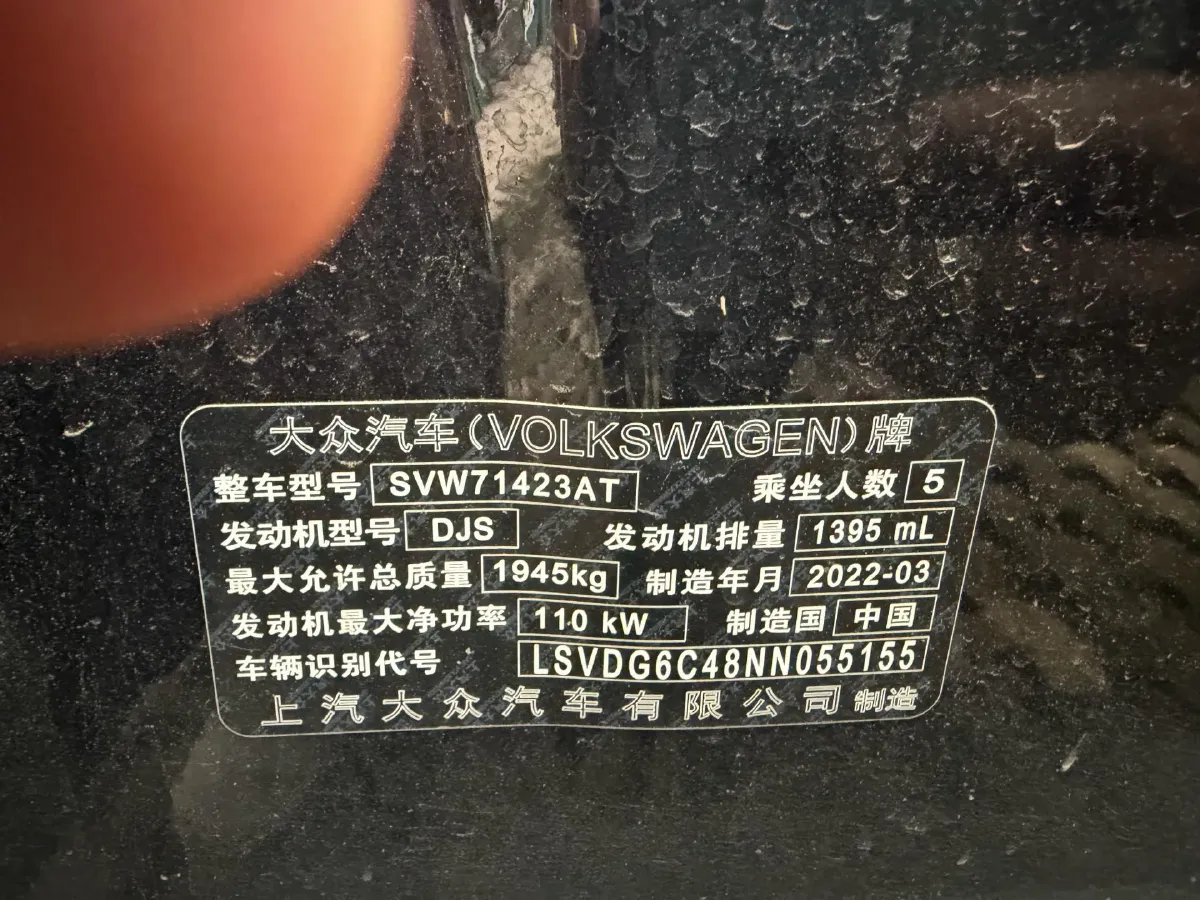 大众汽车(VOLKSWAGEN)牌
整车型号 SVW71423AT 乘坐人数 5
发动机型号 DJS 发动机排量 1395 mL
最大允许总质量 1945kg 制造年月 2022-03
发动机最大净功率 110 kW 制造国 中国
车辆识别代号 LSVDG6C48NN055155
上汽大众汽车有限公司 制造